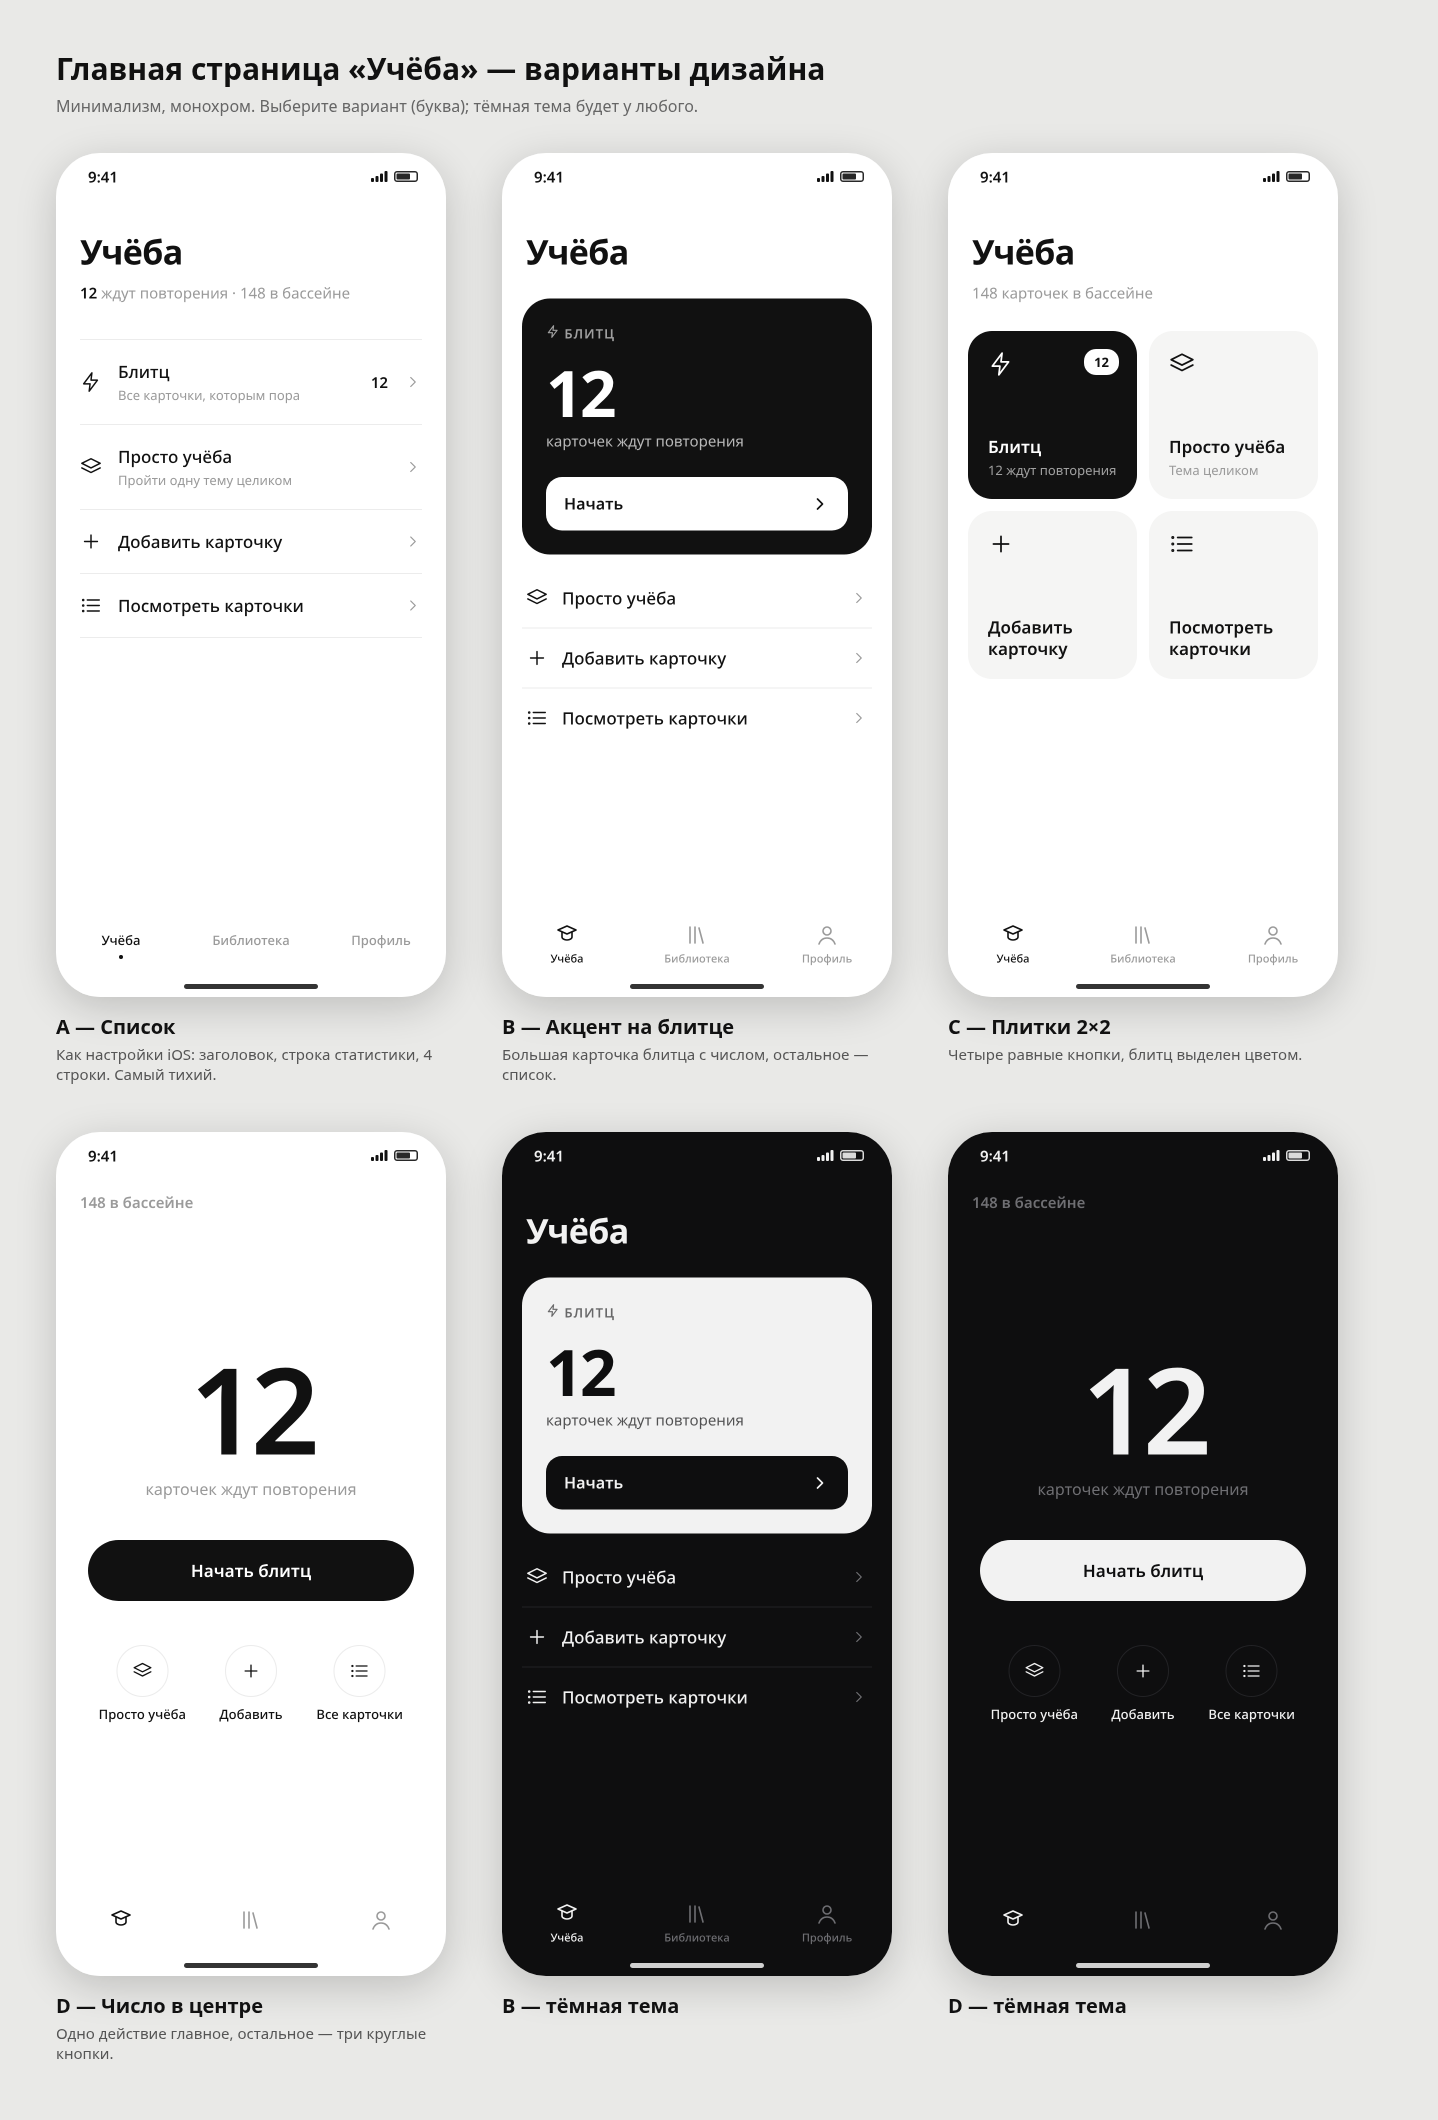 Главная страница «Учёба» — варианты дизайна
Минимализм, монохром. Выберите вариант (буква); тёмная тема будет у любого.
9:41
Учёба
12 ждут повторения · 148 в бассейне
Блитц
Все карточки, которым пора
12
Просто учёба
Пройти одну тему целиком
Добавить карточку
Посмотреть карточки
Учёба
Библиотека
Профиль
A — Список
Как настройки iOS: заголовок, строка статистики, 4
строки. Самый тихий.
9:41
Учёба
БЛИТЦ
12
карточек ждут повторения
Начать
Просто учёба
Добавить карточку
Посмотреть карточки
Учёба
Библиотека
Профиль
B — Акцент на блитце
Большая карточка блитца с числом, остальное —
список.
9:41
Учёба
148 карточек в бассейне
12
Блитц
12 ждут повторения
Просто учёба
Тема целиком
Добавить
карточку
Посмотреть
карточки
Учёба
Библиотека
Профиль
C — Плитки 2×2
Четыре равные кнопки, блитц выделен цветом.
9:41
148 в бассейне
12
карточек ждут повторения
Начать блитц
Просто учёба
Добавить
Все карточки
D — Число в центре
Одно действие главное, остальное — три круглые
кнопки.
9:41
Учёба
БЛИТЦ
12
карточек ждут повторения
Начать
Просто учёба
Добавить карточку
Посмотреть карточки
Учёба
Библиотека
Профиль
B — тёмная тема
9:41
148 в бассейне
12
карточек ждут повторения
Начать блитц
Просто учёба
Добавить
Все карточки
D — тёмная тема